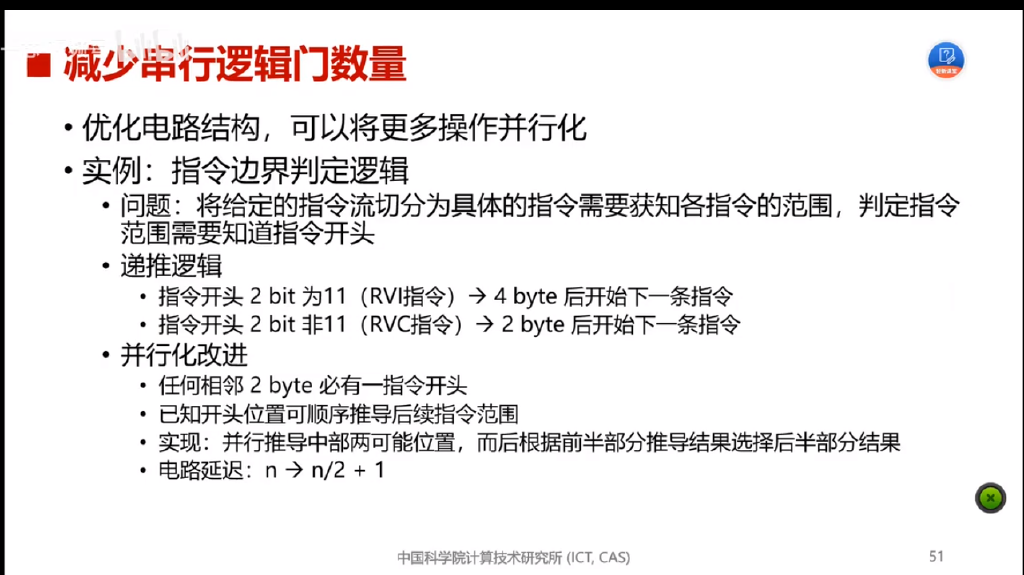 减少串行逻辑门数量
• 优化电路结构，可以将更多操作并行化
• 实例：指令边界判定逻辑
• 问题：将给定的指令流切分为具体的指令需要获知各指令的范围，判定指令
范围需要知道指令开头
• 递推逻辑
• 指令开头 2 bit 为11（RVI指令）→ 4 byte 后开始下一条指令
• 指令开头 2 bit 非11（RVC指令）→ 2 byte 后开始下一条指令
• 并行化改进
• 任何相邻 2 byte 必有一指令开头
• 已知开头位置可顺序推导后续指令范围
• 实现：并行推导中部两可能位置，而后根据前半部分推导结果选择后半部分结果
• 电路延迟：n → n/2 + 1
中国科学院计算技术研究所 (ICT, CAS)
51